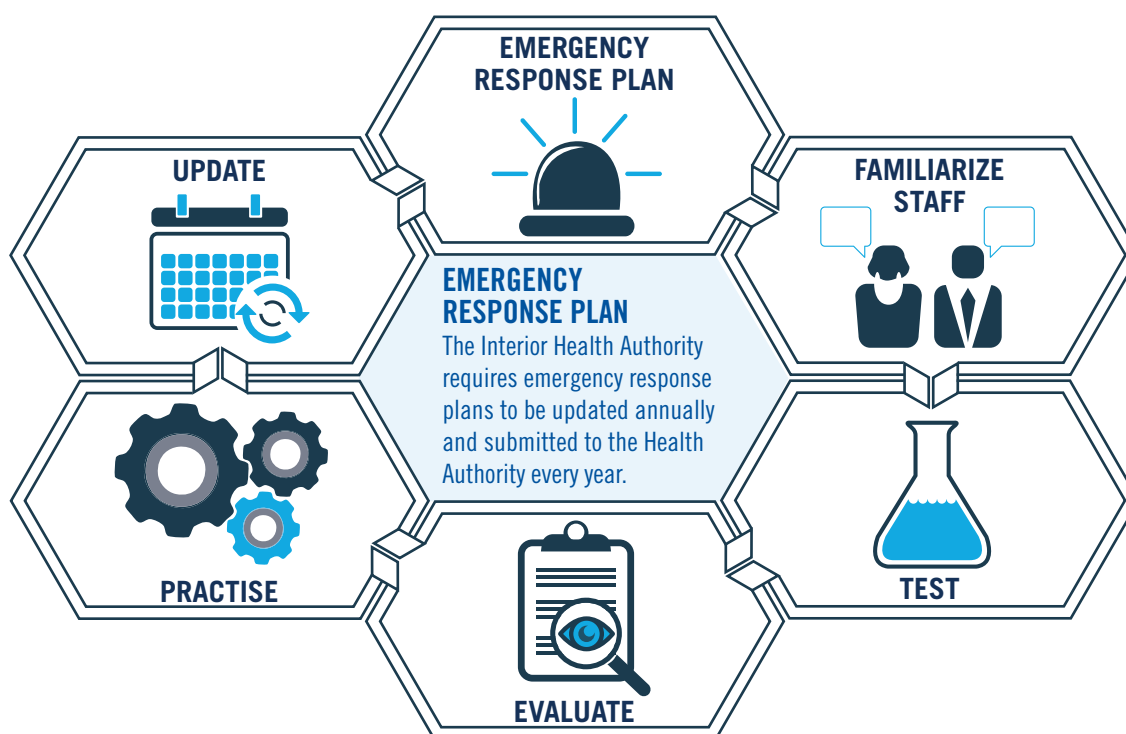 EMERGENCY
RESPONSE PLAN
FAMILIARIZE
STAFF
TEST
EVALUATE
PRACTISE
UPDATE
EMERGENCY
RESPONSE PLAN
The Interior Health Authority
requires emergency response
plans to be updated annually
and submitted to the Health
Authority every year.